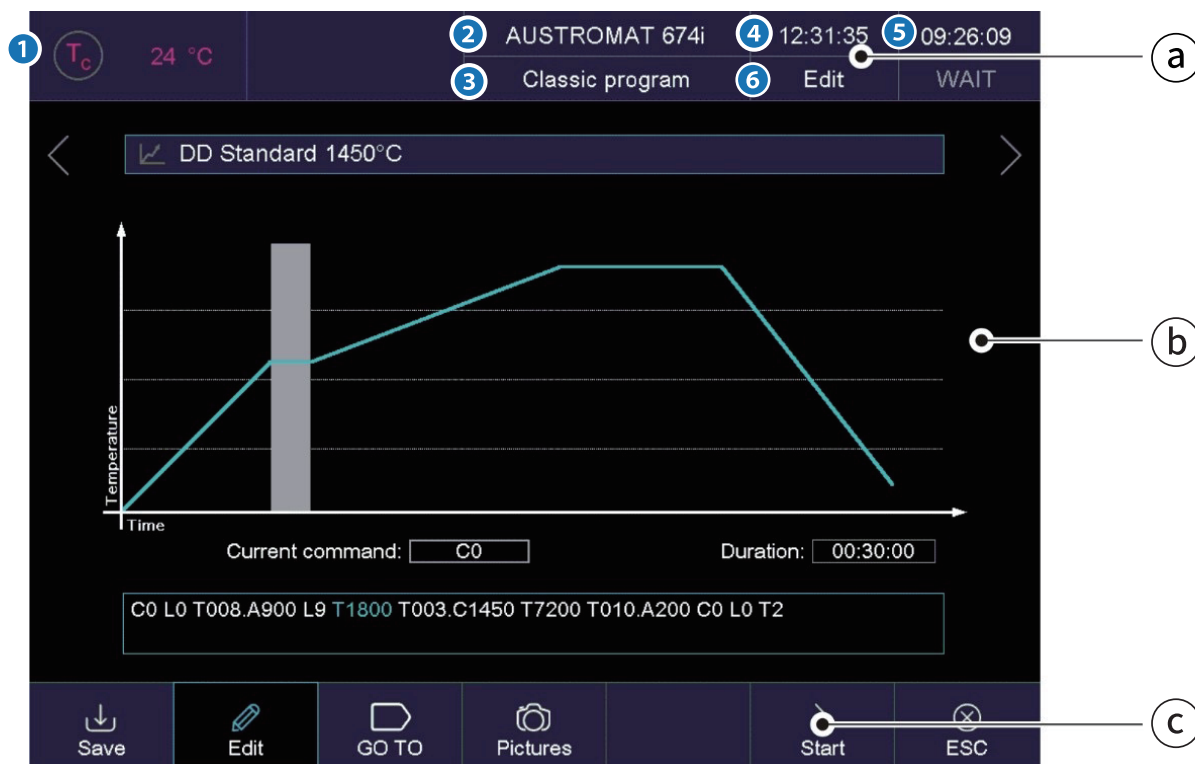 1 Tc 24 °C 2 AUSTROMAT 674i 4 12:31:35 5 09:26:09
a
3 Classic program 6 Edit WAIT
DD Standard 1450°C
b
Temperature
Time
Current command: C0 Duration: 00:30:00
C0 L0 T008.A900 L9 T1800 T003.C1450 T7200 T010.A200 C0 L0 T2
c
Save Edit GO TO Pictures Start ESC